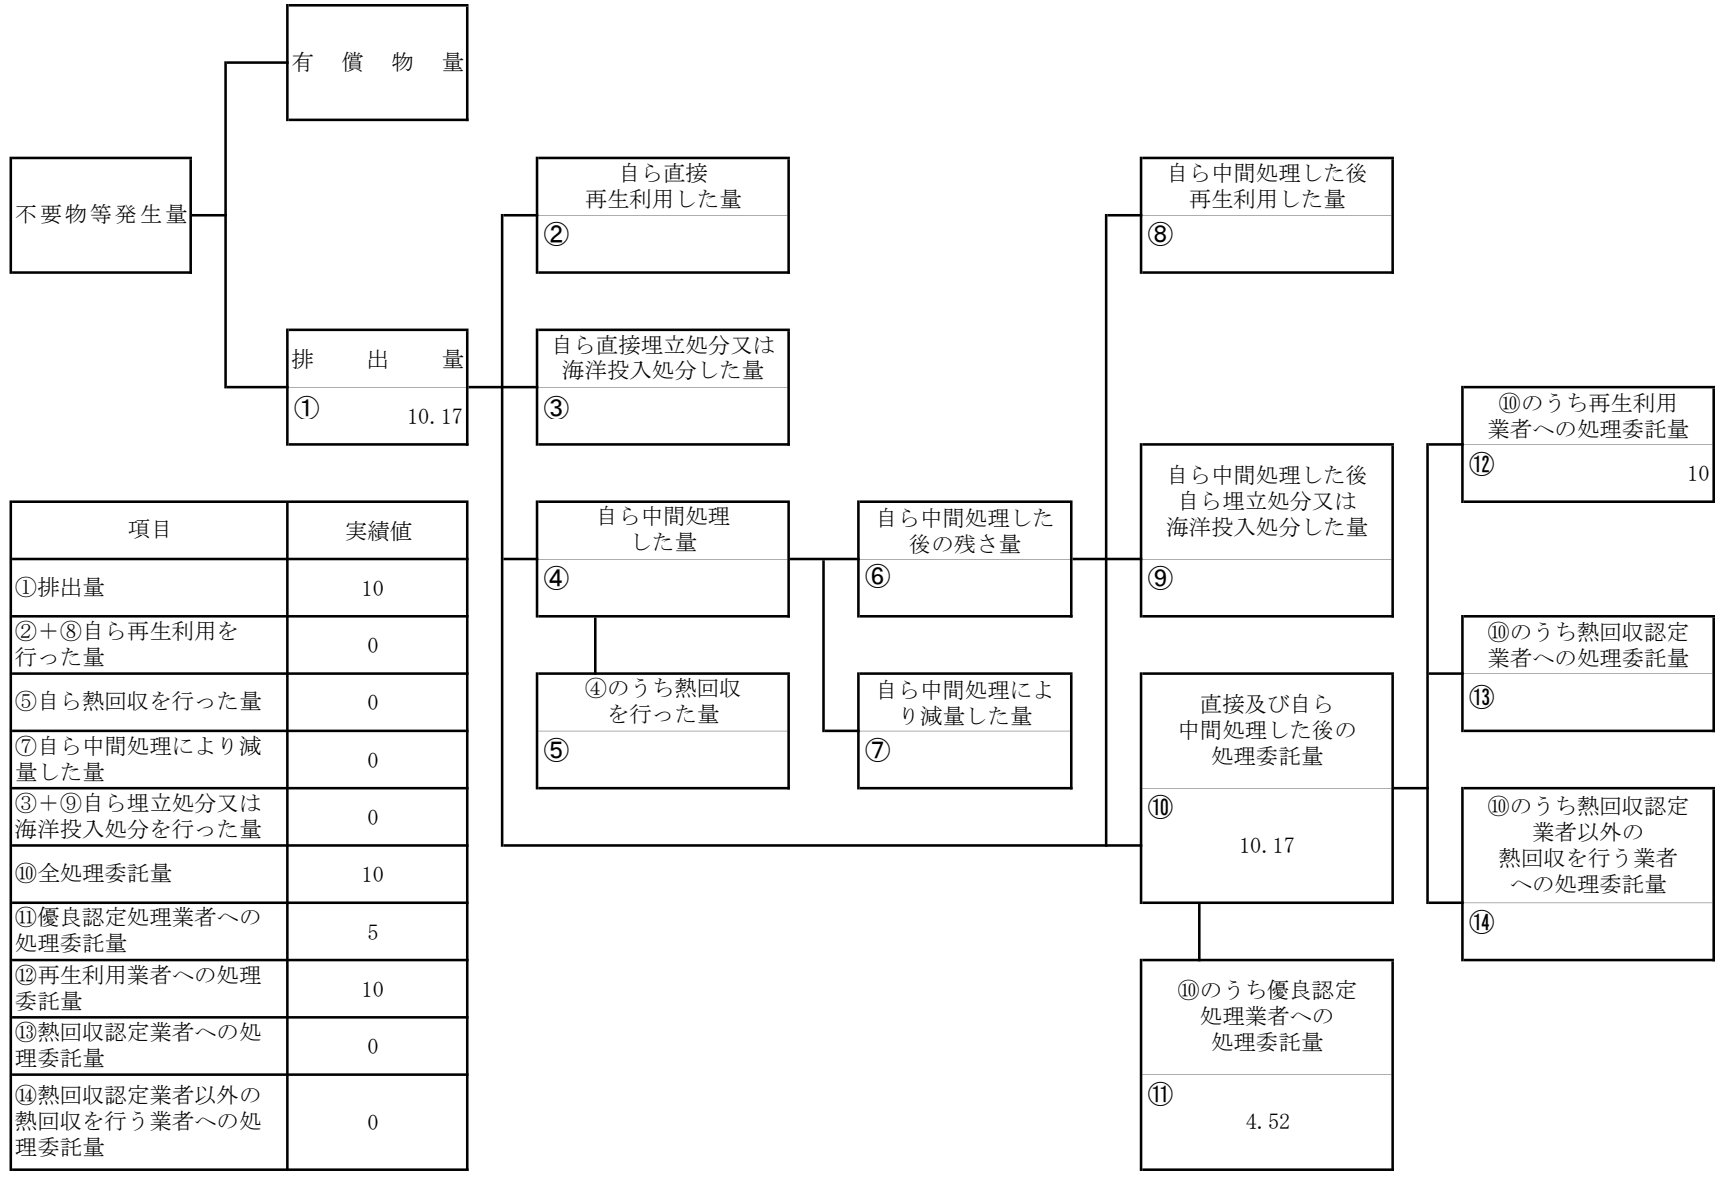 有償物量
不要物等発生量
排出量
① 10.17
自ら直接
再生利用した量
②
自ら直接埋立処分又は
海洋投入処分した量
③
自ら中間処理
した量
④
④のうち熱回収
を行った量
⑤
自ら中間処理した
後の残さ量
⑥
自ら中間処理によ
り減量した量
⑦
自ら中間処理した後
再生利用した量
⑧
自ら中間処理した後
自ら埋立処分又は
海洋投入処分した量
⑨
直接及び自ら
中間処理した後の
処理委託量
⑩
10.17
⑩のうち優良認定
処理業者への
処理委託量
⑪
4.52
⑩のうち再生利用
業者への処理委託量
⑫
10
⑩のうち熱回収認定
業者への処理委託量
⑬
⑩のうち熱回収認定
業者以外の
熱回収を行う業者
への処理委託量
⑭
項目 実績値
①排出量 10
②＋⑧自ら再生利用を
行った量 0
⑤自ら熱回収を行った量 0
⑦自ら中間処理により減
量した量 0
③＋⑨自ら埋立処分又は
海洋投入処分を行った量 0
⑩全処理委託量 10
⑪優良認定処理業者への
処理委託量 5
⑫再生利用業者への処理
委託量 10
⑬熱回収認定業者への処
理委託量 0
⑭熱回収認定業者以外の
熱回収を行う業者への処
理委託量 0